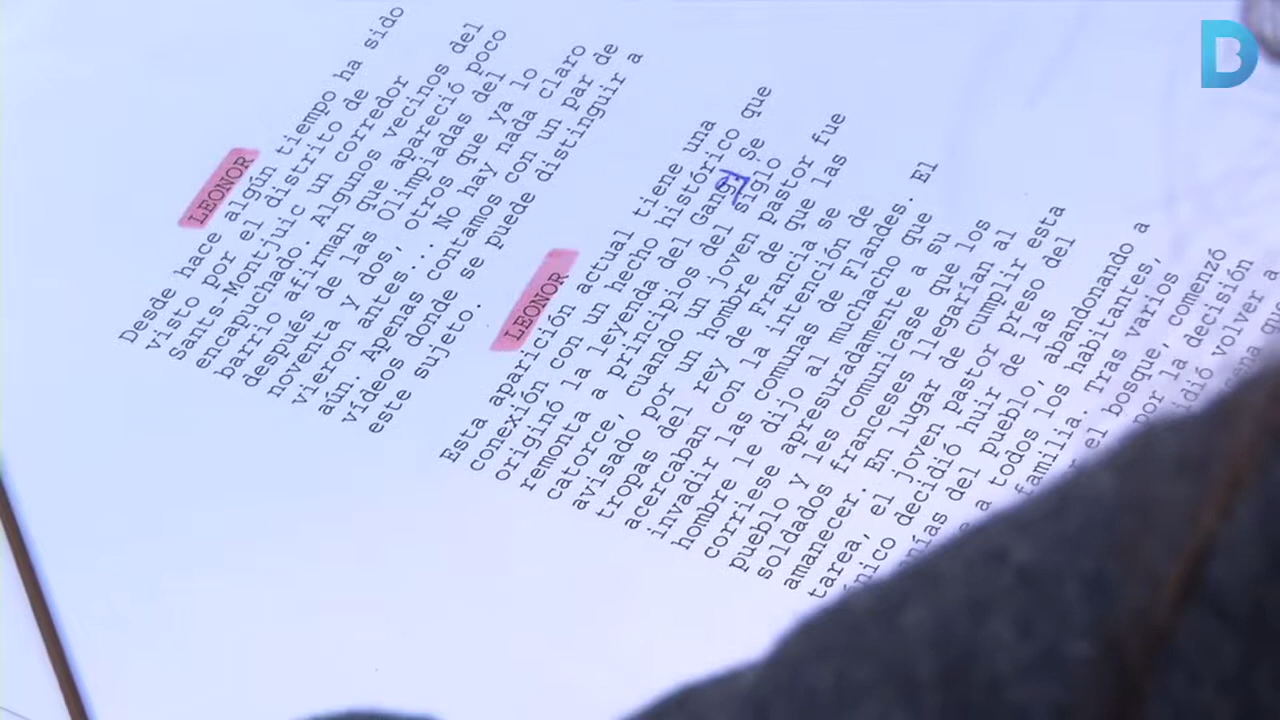 LEONOR
Desde hace algún tiempo ha sido
visto por el distrito de
Sants-Montjuic un corredor
encapuchado. Algunos vecinos del
barrio afirman que apareció poco
después de las Olimpiadas del
noventa y dos, otros que ya lo
vieron antes... No hay nada claro
aún. Apenas contamos con un par de
vídeos donde se puede distinguir a
este sujeto.
LEONOR
Esta aparición actual tiene una
conexión con un hecho histórico que
originó la leyenda del Se
remonta a principios del siglo
catorce, cuando un joven pastor fue
avisado por un hombre de que las
tropas del rey de Francia se
acercaban con la intención de
invadir las comunas de Flandes. El
hombre le dijo al muchacho que
corriese apresuradamente a su
pueblo y les comunicase que los
soldados franceses llegarían al
amanecer. En lugar de cumplir esta
tarea, el joven pastor preso del
decidió huir de las
del pueblo, abandonando a
a todos los habitantes,
familia. Tras varios
el bosque, comenzó
por la decisión
volver a
B